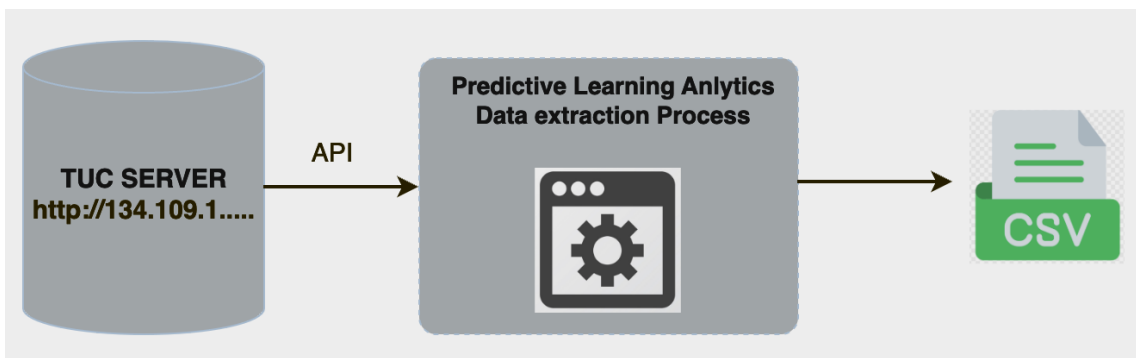 TUC SERVER
http://134.109.1.....
API
Predictive Learning Anlytics
Data extraction Process
CSV